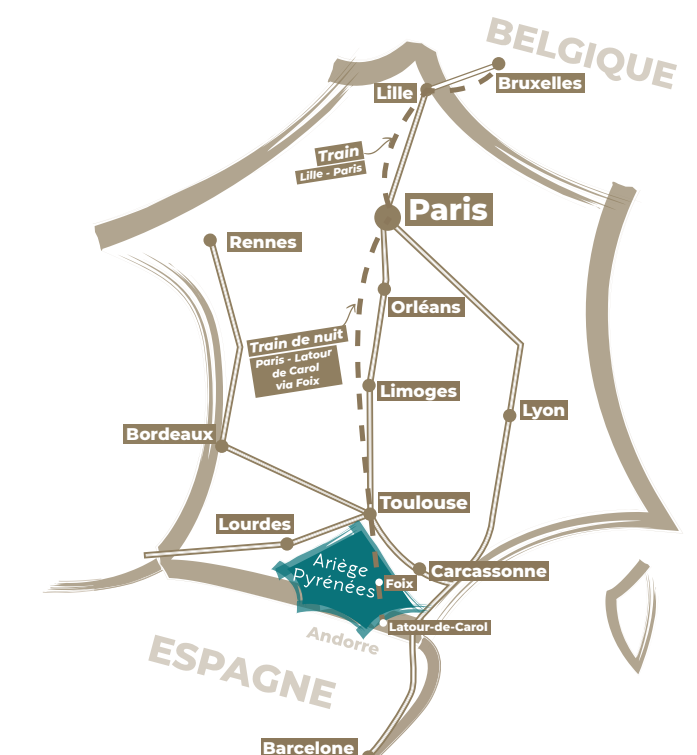 BELGIQUE
Bruxelles
Lille
Train
Lille - Paris
Paris
Rennes
Orléans
Train de nuit
Paris - Latour
de Carol
via Foix
Limoges
Lyon
Bordeaux
Toulouse
Lourdes
Ariège
Pyrénées
Carcassonne
Foix
Latour-de-Carol
Andorre
ESPAGNE
Barcelone